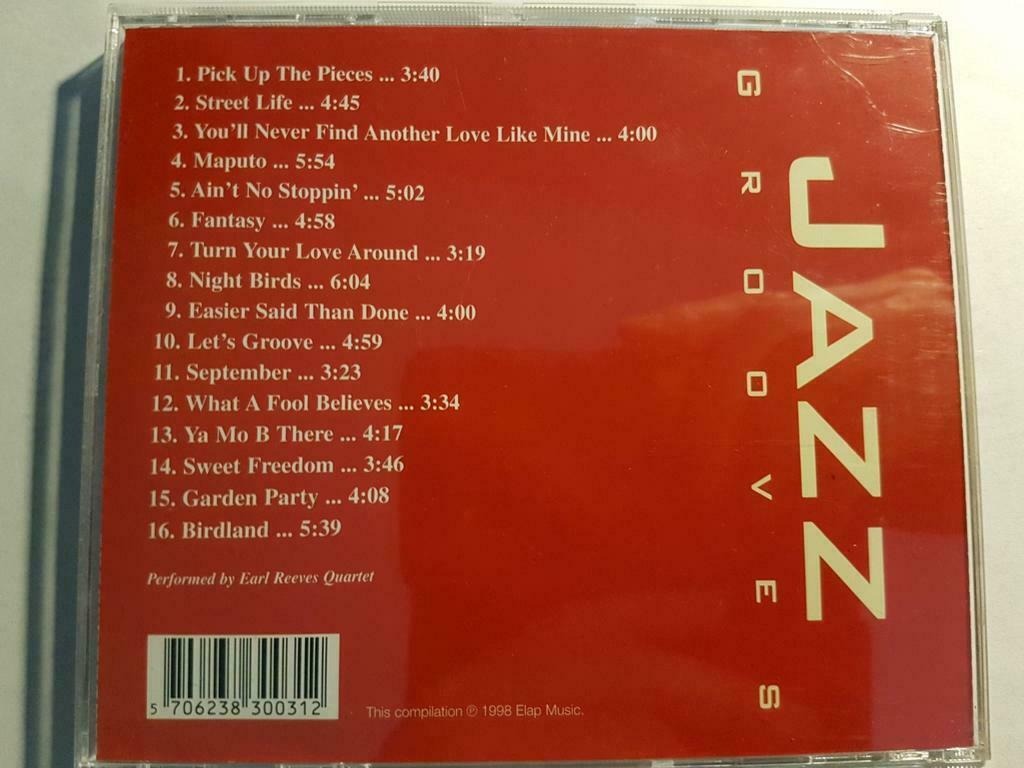 1. Pick Up The Pieces ... 3:40
2. Street Life ... 4:45
3. You'll Never Find Another Love Like Mine ... 4:00
4. Maputo ... 5:54
5. Ain't No Stoppin' ... 5:02
6. Fantasy ... 4:58
7. Turn Your Love Around ... 3:19
8. Night Birds ... 6:04
9. Easier Said Than Done ... 4:00
10. Let's Groove ... 4:59
11. September ... 3:23
12. What A Fool Believes ... 3:34
13. Ya Mo B There ... 4:17
14. Sweet Freedom ... 3:46
15. Garden Party ... 4:08
16. Birdland ... 5:39
Performed by Earl Reeves Quartet
5 706238 300312
This compilation ℗ 1998 Elap Music.
JAZZ
GROOVES